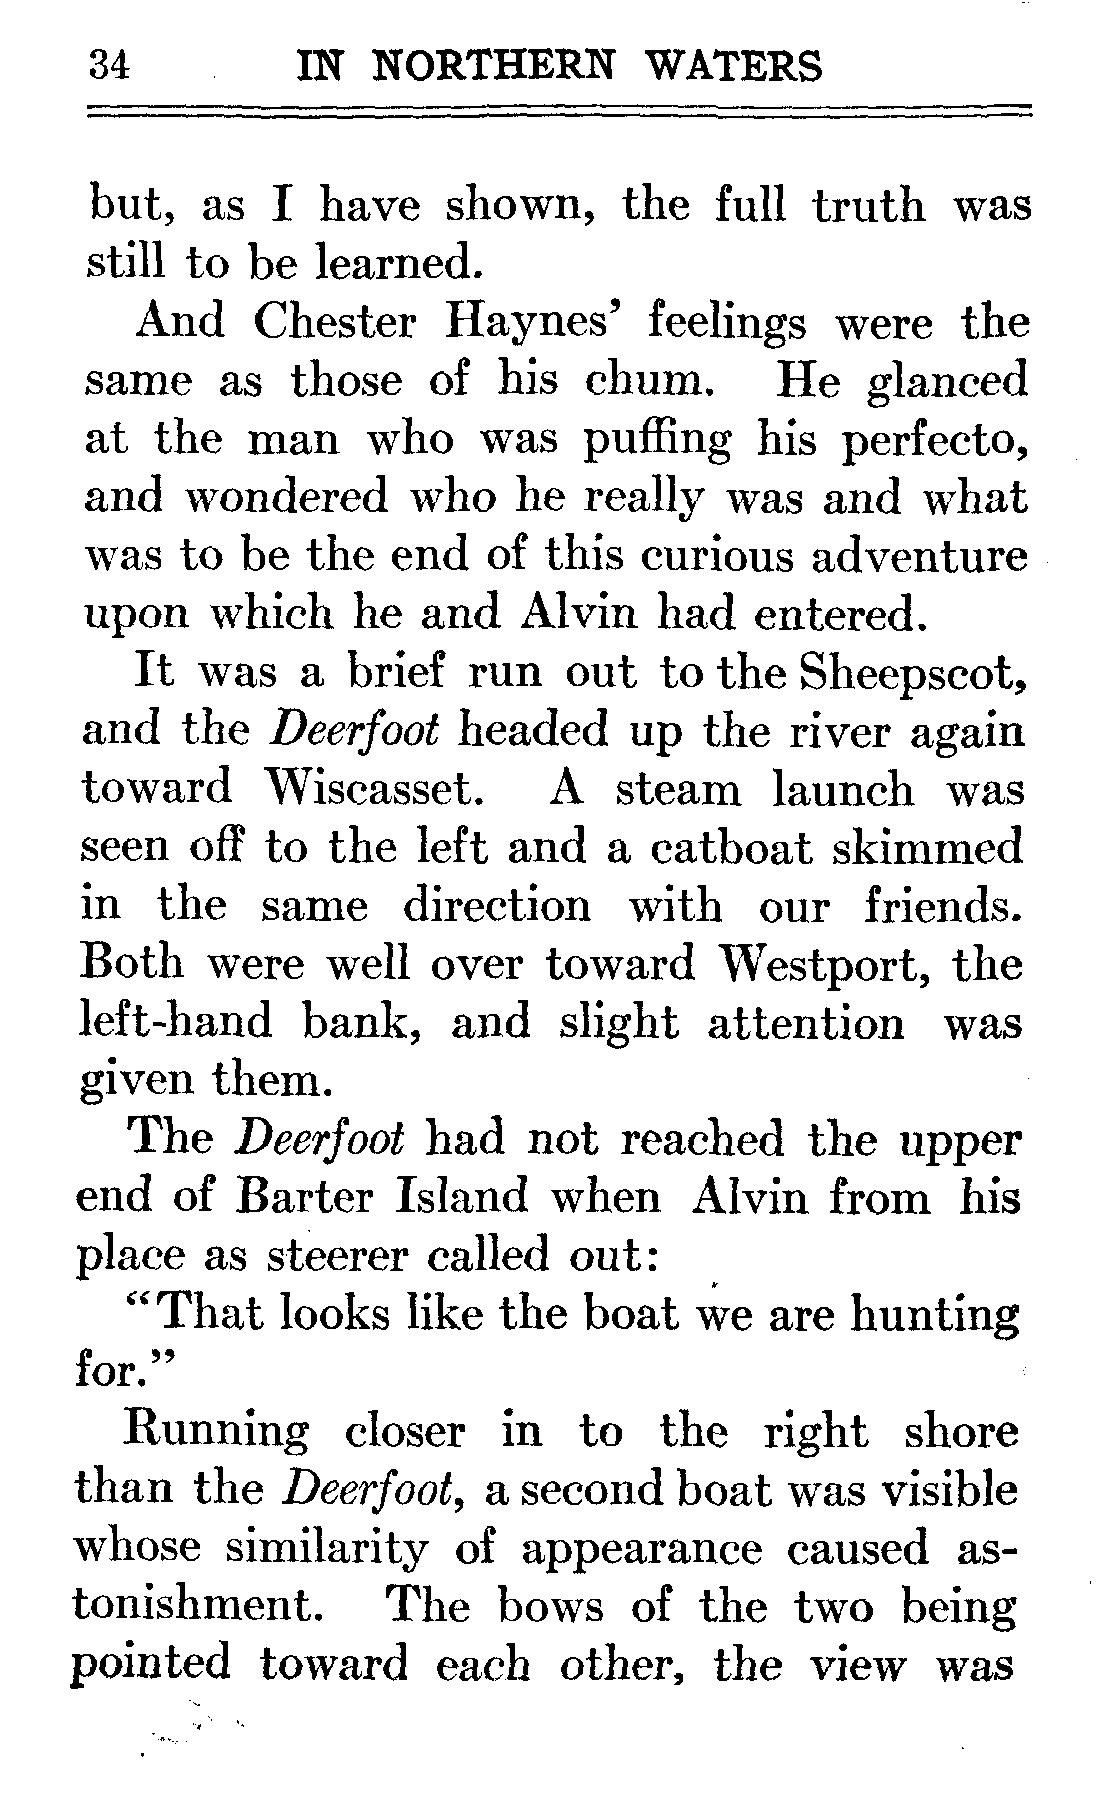 34 IN NORTHERN WATERS
but, as I have shown, the full truth was
still to be learned.
And Chester Haynes’ feelings were the
same as those of his chum. He glanced
at the man who was puffing his perfecto,
and wondered who he really was and what
was to be the end of this curious adventure
upon which he and Alvin had entered.
It was a brief run out to the Sheepscot,
and the Deerfoot headed up the river again
toward Wiscasset. A steam launch was
seen off to the left and a catboat skimmed
in the same direction with our friends.
Both were well over toward Westport, the
left-hand bank, and slight attention was
given them.
The Deerfoot had not reached the upper
end of Barter Island when Alvin from his
place as steerer called out:
“That looks like the boat we are hunting
for.”
Running closer in to the right shore
than the Deerfoot, a second boat was visible
whose similarity of appearance caused as-
tonishment. The bows of the two being
pointed toward each other, the view was